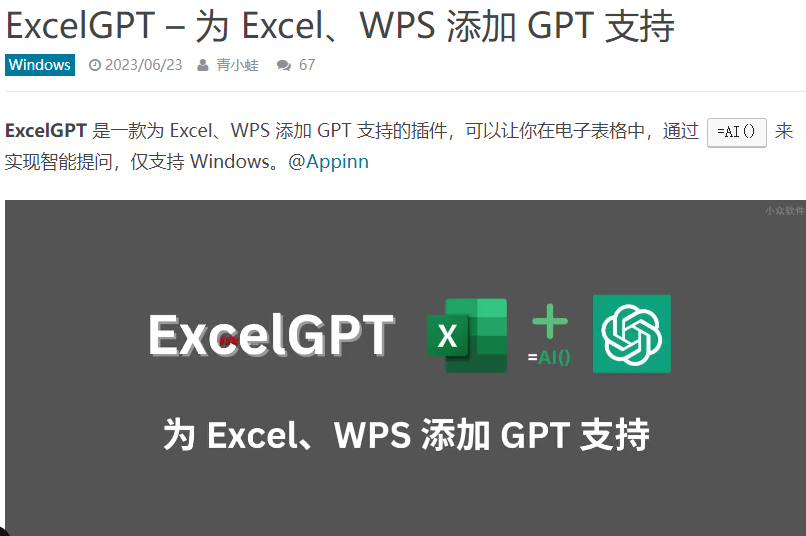 ExcelGPT – 为 Excel、WPS 添加 GPT 支持
Windows 2023/06/23 青小蛙 67
ExcelGPT 是一款为 Excel、WPS 添加 GPT 支持的插件，可以让你在电子表格中，通过 =AI() 来
实现智能提问，仅支持 Windows。@Appinn
小众软件
ExcelGPT X + =AI()
为 Excel、WPS 添加 GPT 支持